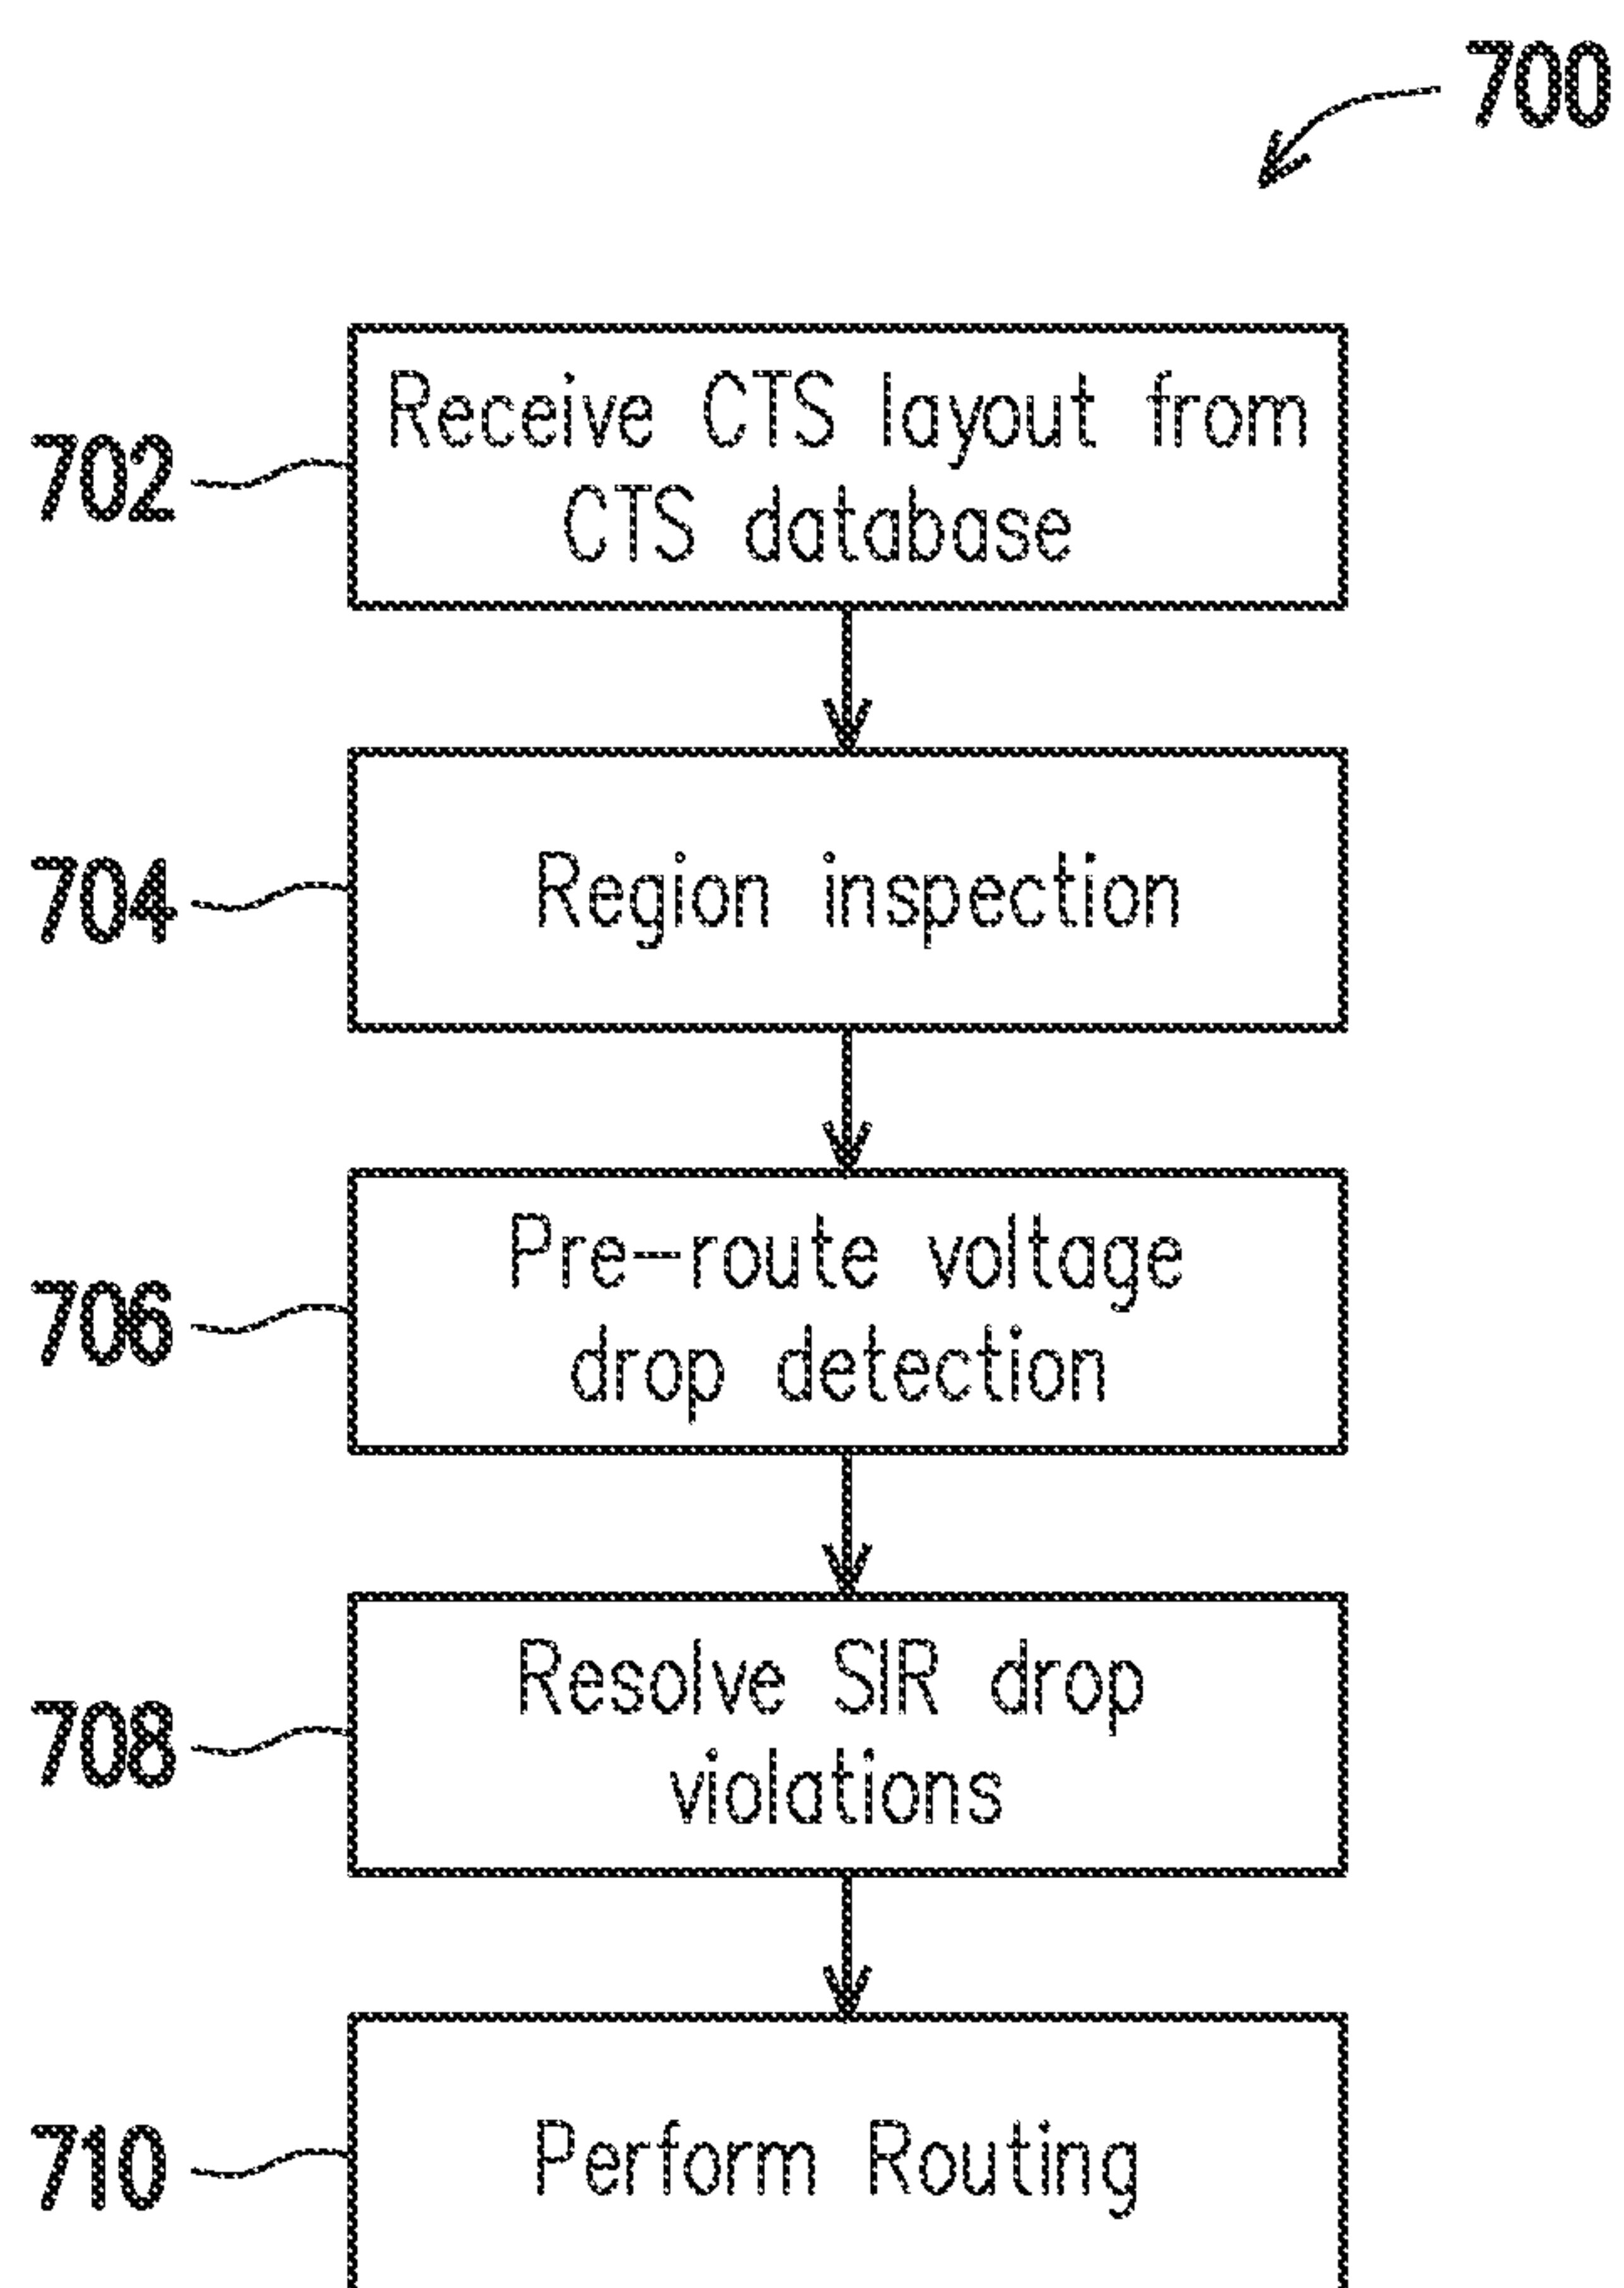 700
702
Receive CTS layout from
CTS database
704
Region inspection
706
Pre-route voltage
drop detection
708
Resolve SIR drop
violations
710
Perform Routing